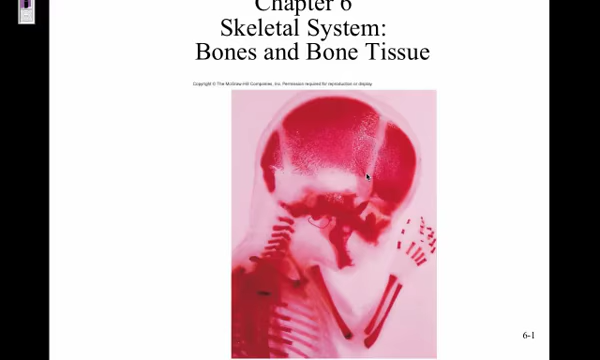 Chapter 6
Skeletal System:
Bones and Bone Tissue
Copyright © The McGraw-Hill Companies, Inc. Permission required for reproduction or display.
6-1